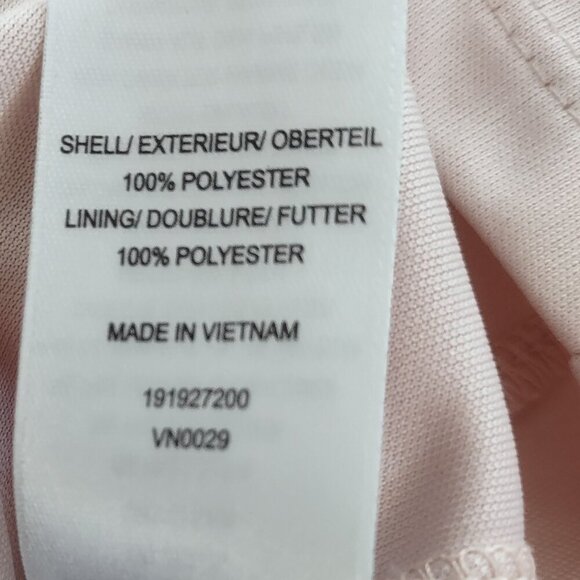 SHELL/ EXTERIEUR/ OBERTEIL
100% POLYESTER
LINING/ DOUBLURE/ FUTTER
100% POLYESTER
MADE IN VIETNAM
191927200
VN0029